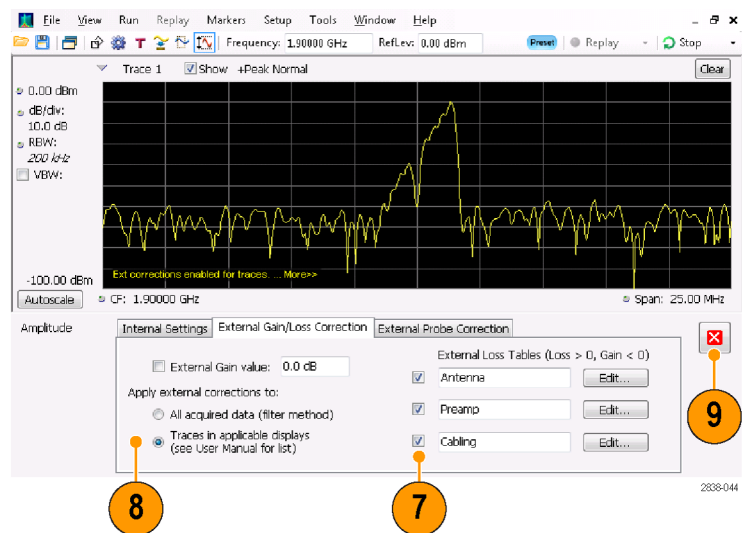 File View Run Replay Markers Setup Tools Window Help
T Frequency: 1.90000 GHz RefLev: 0.00 dBm Preset Replay Stop
Trace 1 Show +Peak Normal Clear
0.00 dBm
dB/div:
10.0 dB
RBW:
200 kHz
VBW:
Ext corrections enabled for traces. ... More>>
-100.00 dBm
Autoscale CF: 1.90000 GHz Span: 25.00 MHz
Amplitude Internal Settings External Gain/Loss Correction External Probe Correction
External Loss Tables (Loss > 0, Gain < 0)
External Gain value: 0.0 dB
Antenna Edit...
Apply external corrections to:
All acquired data (filter method)
Preamp Edit...
Traces in applicable displays
(see User Manual for list)
Cabling Edit...
9
8
7
2838-044